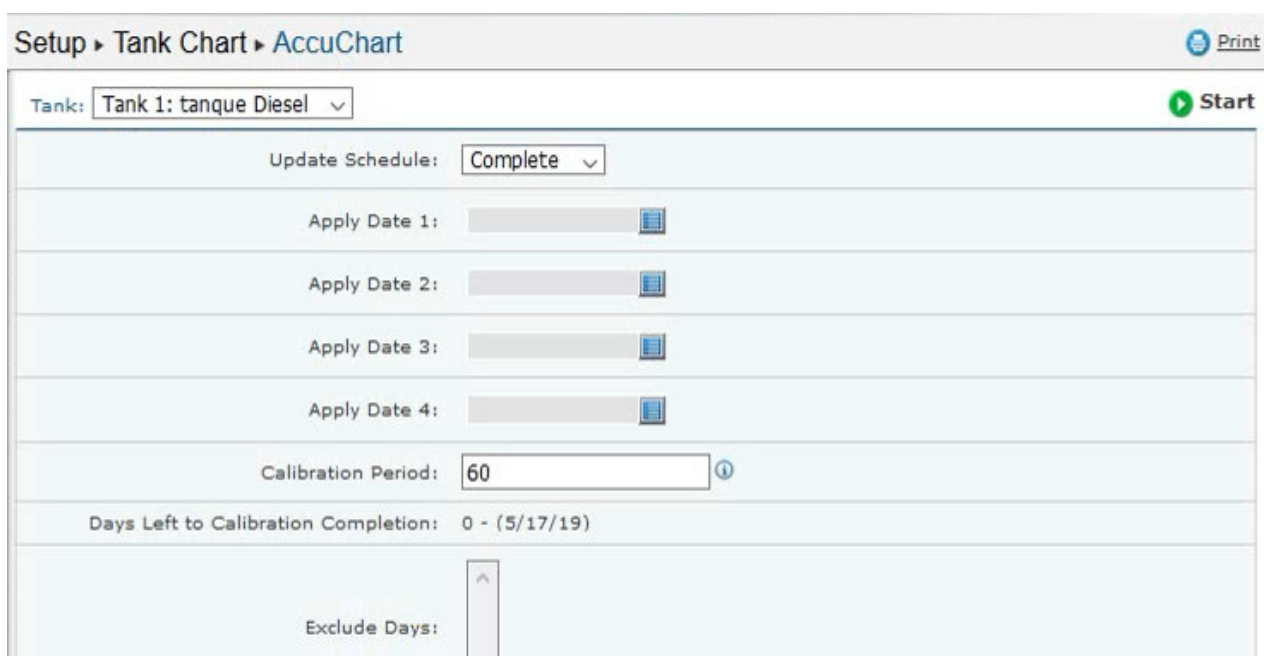 Setup ▸ Tank Chart ▸ AccuChart
Print
Tank: Tank 1: tanque Diesel
Start
Update Schedule: Complete
Apply Date 1:
Apply Date 2:
Apply Date 3:
Apply Date 4:
Calibration Period: 60
Days Left to Calibration Completion: 0 - (5/17/19)
Exclude Days: